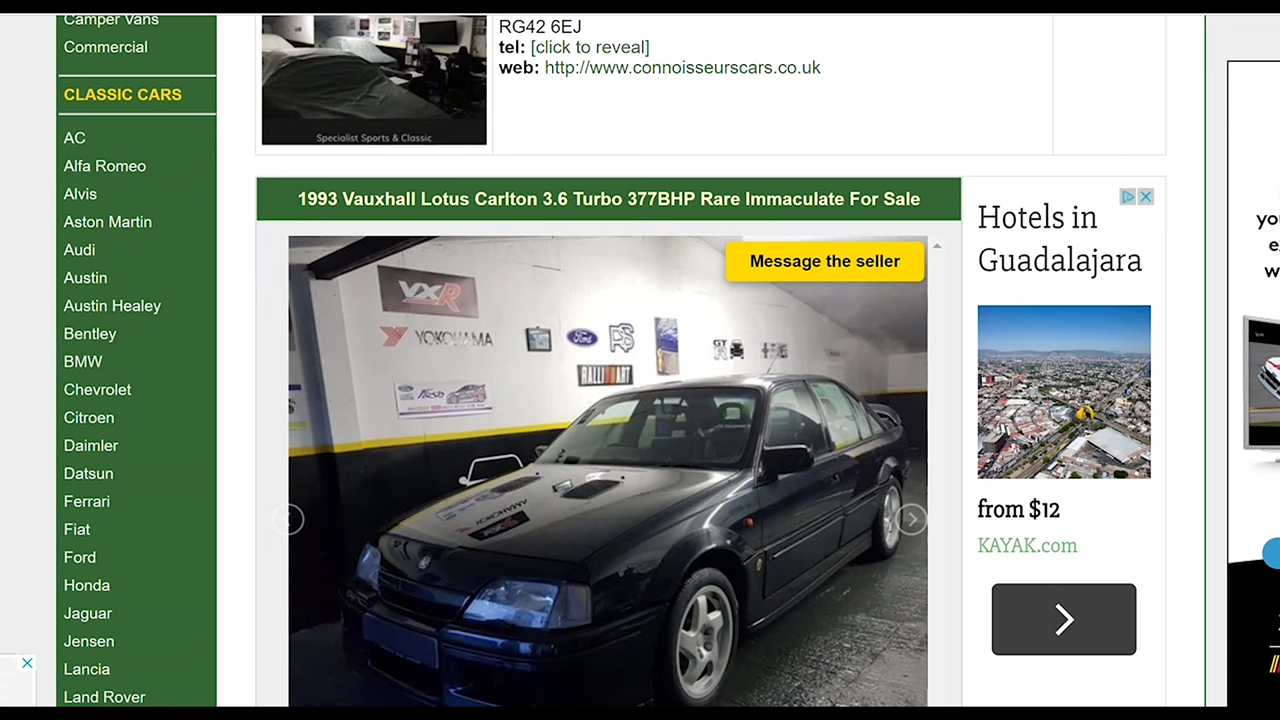 Camper Vans
Commercial
CLASSIC CARS
AC
Alfa Romeo
Alvis
Aston Martin
Audi
Austin
Austin Healey
Bentley
BMW
Chevrolet
Citroen
Daimler
Datsun
Ferrari
Fiat
Ford
Honda
Jaguar
Jensen
Lancia
Land Rover
Specialist Sports & Classic
RG42 6EJ
tel: [click to reveal]
web: http://www.connoisseurscars.co.uk
1993 Vauxhall Lotus Carlton 3.6 Turbo 377BHP Rare Immaculate For Sale
Message the seller
VXR
YOKOHAMA
Ford
RS
RALLIART
Hotels in
Guadalajara
from $12
KAYAK.com